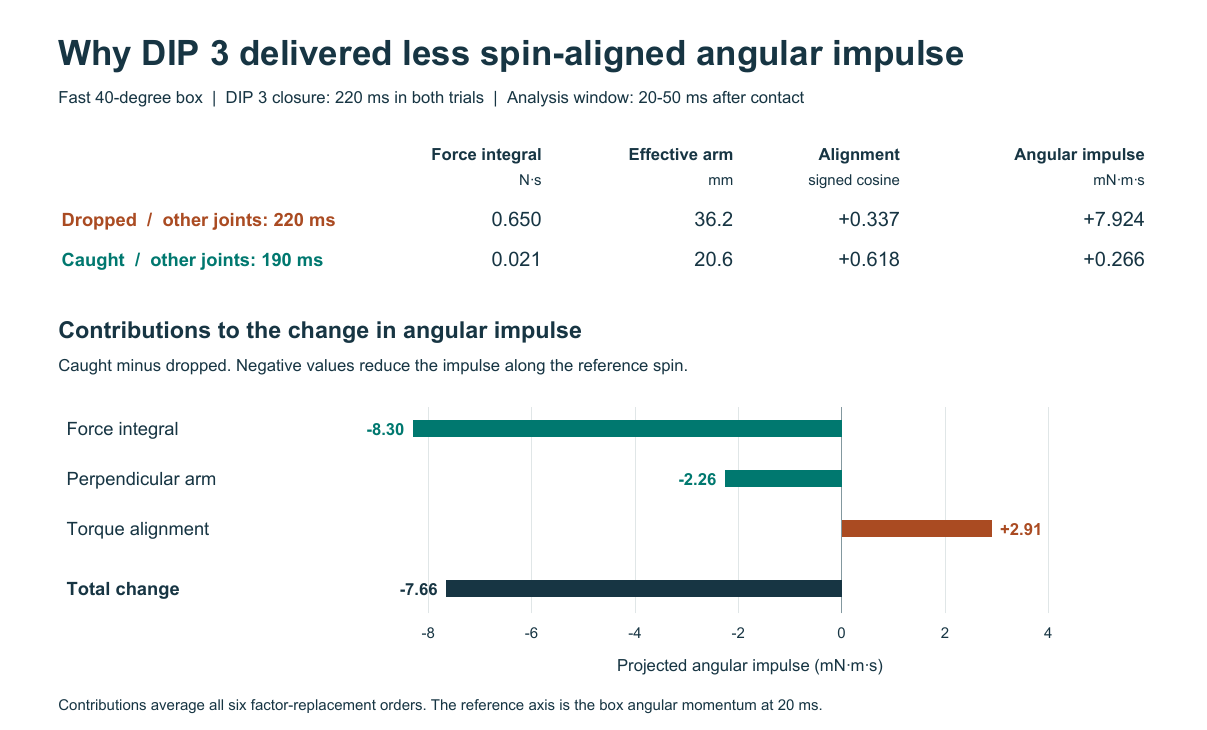 Why DIP 3 delivered less spin-aligned angular impulse
Fast 40-degree box | DIP 3 closure: 220 ms in both trials | Analysis window: 20-50 ms after contact
Force integral Effective arm Alignment Angular impulse
N·s mm signed cosine mN·m·s
Dropped / other joints: 220 ms 0.650 36.2 +0.337 +7.924
Caught / other joints: 190 ms 0.021 20.6 +0.618 +0.266
Contributions to the change in angular impulse
Caught minus dropped. Negative values reduce the impulse along the reference spin.
Force integral -8.30
Perpendicular arm -2.26
Torque alignment +2.91
Total change -7.66
-8 -6 -4 -2 0 2 4
Projected angular impulse (mN·m·s)
Contributions average all six factor-replacement orders. The reference axis is the box angular momentum at 20 ms.